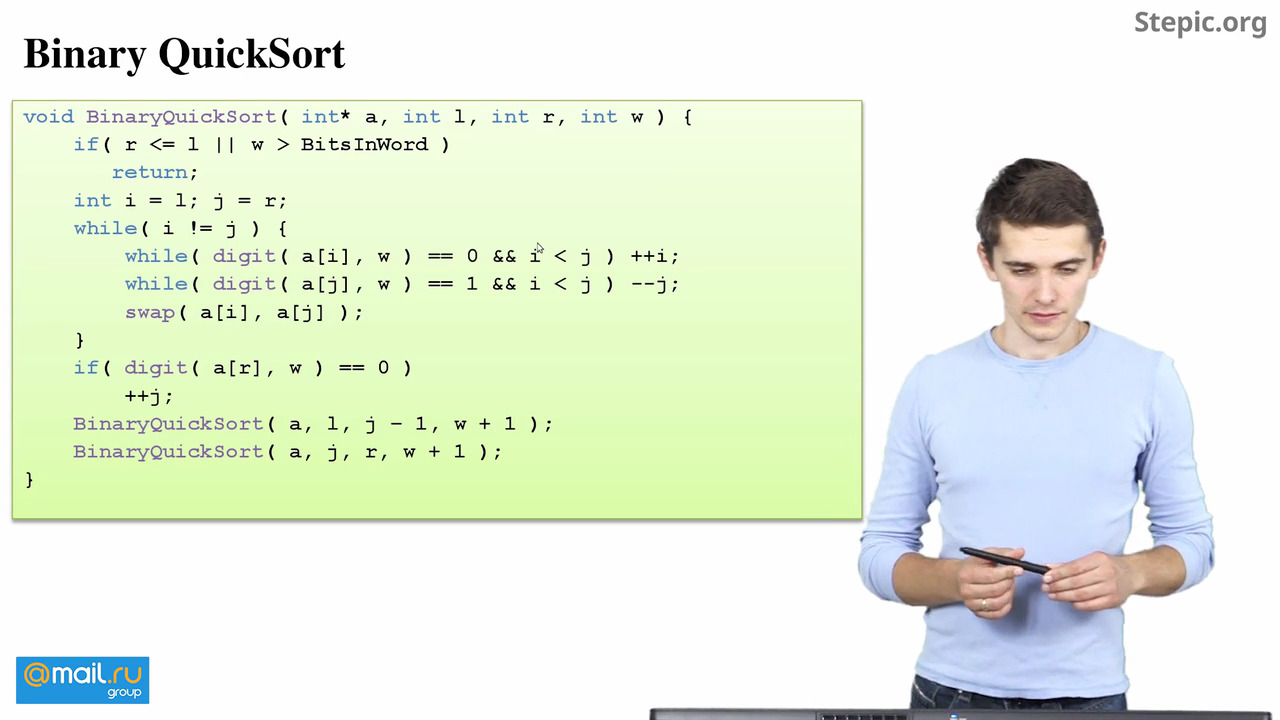 Stepic.org
Binary QuickSort
void BinaryQuickSort( int* a, int l, int r, int w ) {
if( r <= l || w > BitsInWord )
return;
int i = l; j = r;
while( i != j ) {
while( digit( a[i], w ) == 0 && i < j ) ++i;
while( digit( a[j], w ) == 1 && i < j ) --j;
swap( a[i], a[j] );
}
if( digit( a[r], w ) == 0 )
++j;
BinaryQuickSort( a, l, j – 1, w + 1 );
BinaryQuickSort( a, j, r, w + 1 );
}
@mail.ru
group